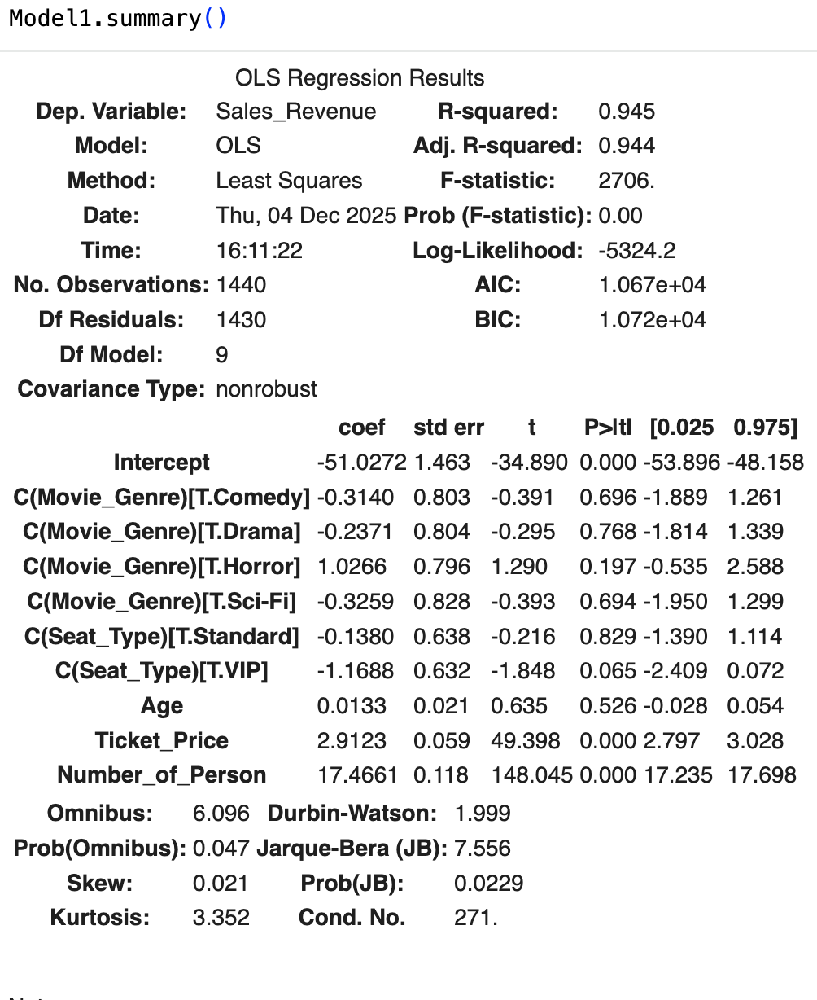 Model1.summary()
OLS Regression Results
Dep. Variable: Sales_Revenue R-squared: 0.945
Model: OLS Adj. R-squared: 0.944
Method: Least Squares F-statistic: 2706.
Date: Thu, 04 Dec 2025 Prob (F-statistic): 0.00
Time: 16:11:22 Log-Likelihood: -5324.2
No. Observations: 1440 AIC: 1.067e+04
Df Residuals: 1430 BIC: 1.072e+04
Df Model: 9
Covariance Type: nonrobust
coef std err t P>|t| [0.025 0.975]
Intercept -51.0272 1.463 -34.890 0.000 -53.896 -48.158
C(Movie_Genre)[T.Comedy] -0.3140 0.803 -0.391 0.696 -1.889 1.261
C(Movie_Genre)[T.Drama] -0.2371 0.804 -0.295 0.768 -1.814 1.339
C(Movie_Genre)[T.Horror] 1.0266 0.796 1.290 0.197 -0.535 2.588
C(Movie_Genre)[T.Sci-Fi] -0.3259 0.828 -0.393 0.694 -1.950 1.299
C(Seat_Type)[T.Standard] -0.1380 0.638 -0.216 0.829 -1.390 1.114
C(Seat_Type)[T.VIP] -1.1688 0.632 -1.848 0.065 -2.409 0.072
Age 0.0133 0.021 0.635 0.526 -0.028 0.054
Ticket_Price 2.9123 0.059 49.398 0.000 2.797 3.028
Number_of_Person 17.4661 0.118 148.045 0.000 17.235 17.698
Omnibus: 6.096 Durbin-Watson: 1.999
Prob(Omnibus): 0.047 Jarque-Bera (JB): 7.556
Skew: 0.021 Prob(JB): 0.0229
Kurtosis: 3.352 Cond. No. 271.